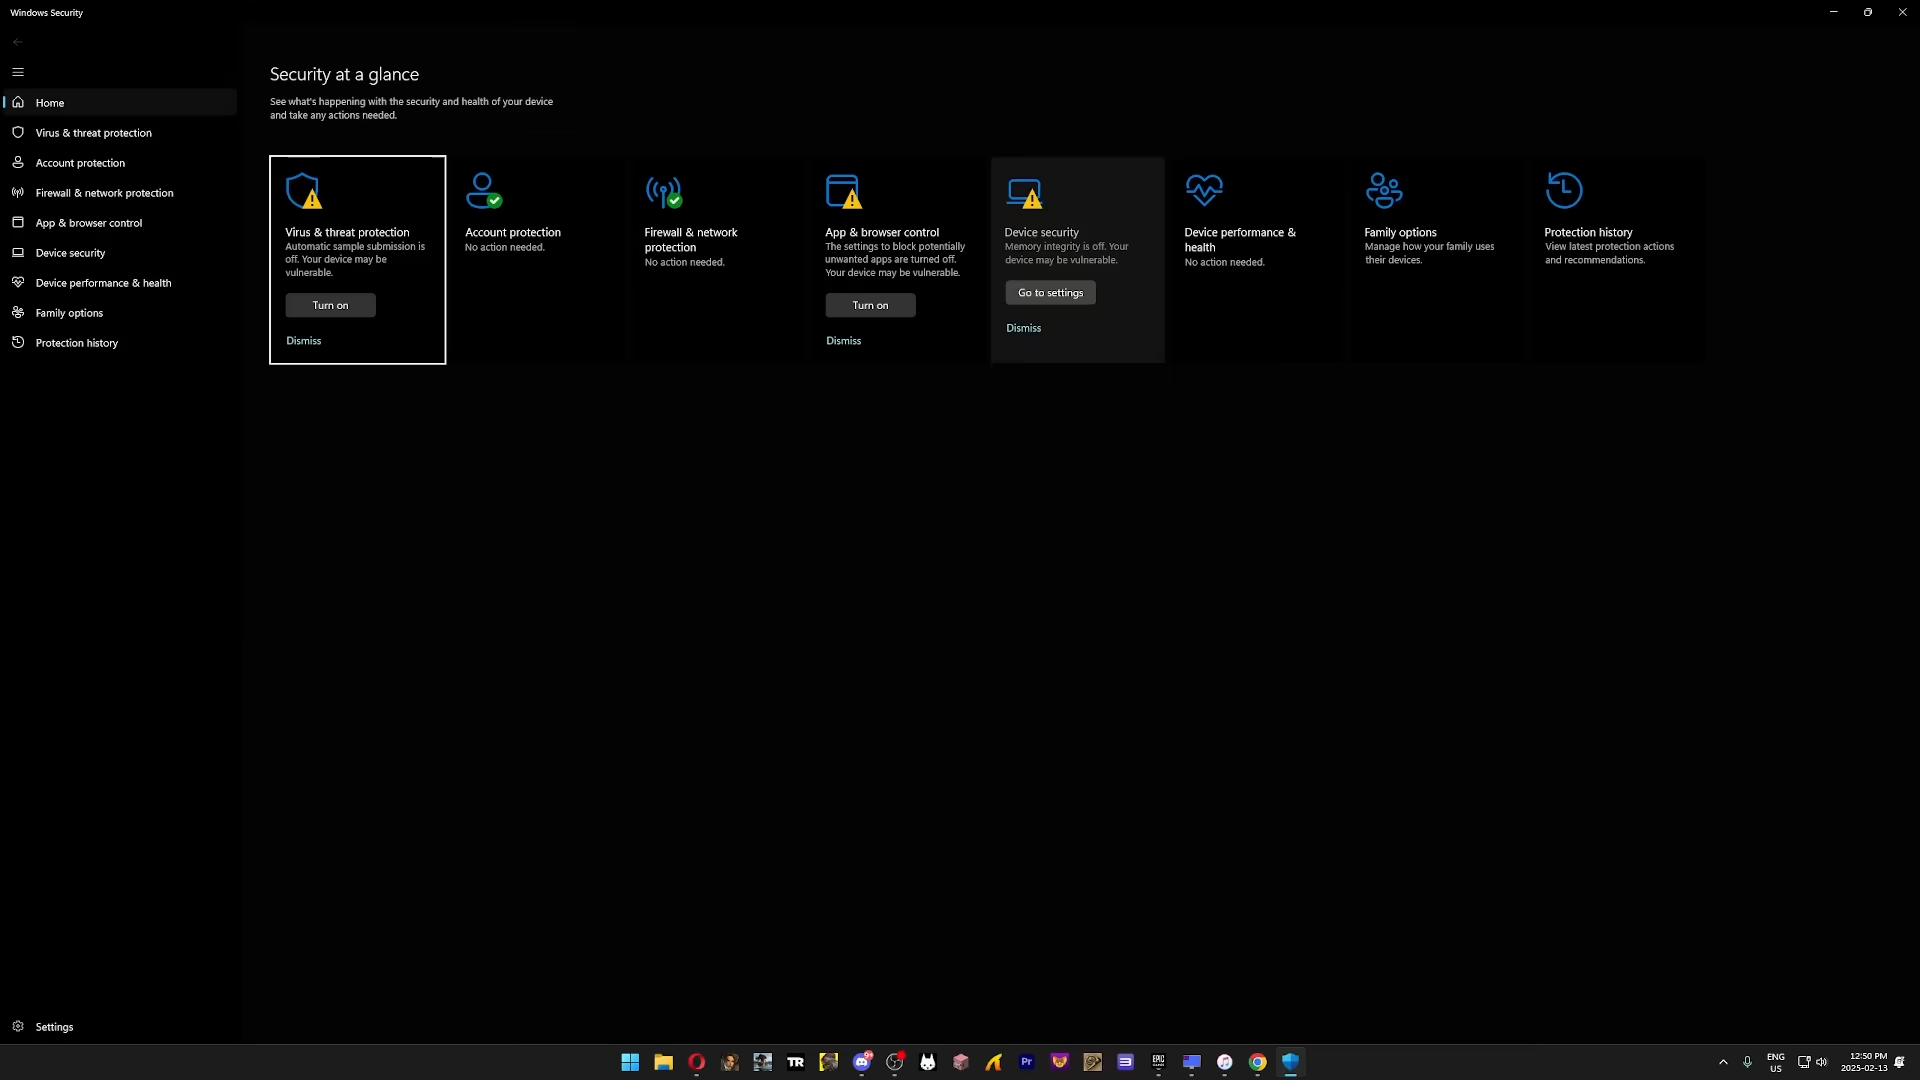 Windows Security
Home
Virus & threat protection
Account protection
Firewall & network protection
App & browser control
Device security
Device performance & health
Family options
Protection history
Settings
Security at a glance
See what's happening with the security and health of your device
and take any actions needed.
Virus & threat protection
Automatic sample submission is
off. Your device may be
vulnerable.
Turn on
Dismiss
Account protection
No action needed.
Firewall & network
protection
No action needed.
App & browser control
The settings to block potentially
unwanted apps are turned off.
Your device may be vulnerable.
Turn on
Dismiss
Device security
Memory integrity is off. Your
device may be vulnerable.
Go to settings
Dismiss
Device performance &
health
No action needed.
Family options
Manage how your family uses
their devices.
Protection history
View latest protection actions
and recommendations.
TR
Pr
EPIC
GAMES
ENG
US
12:50 PM
2025-02-13